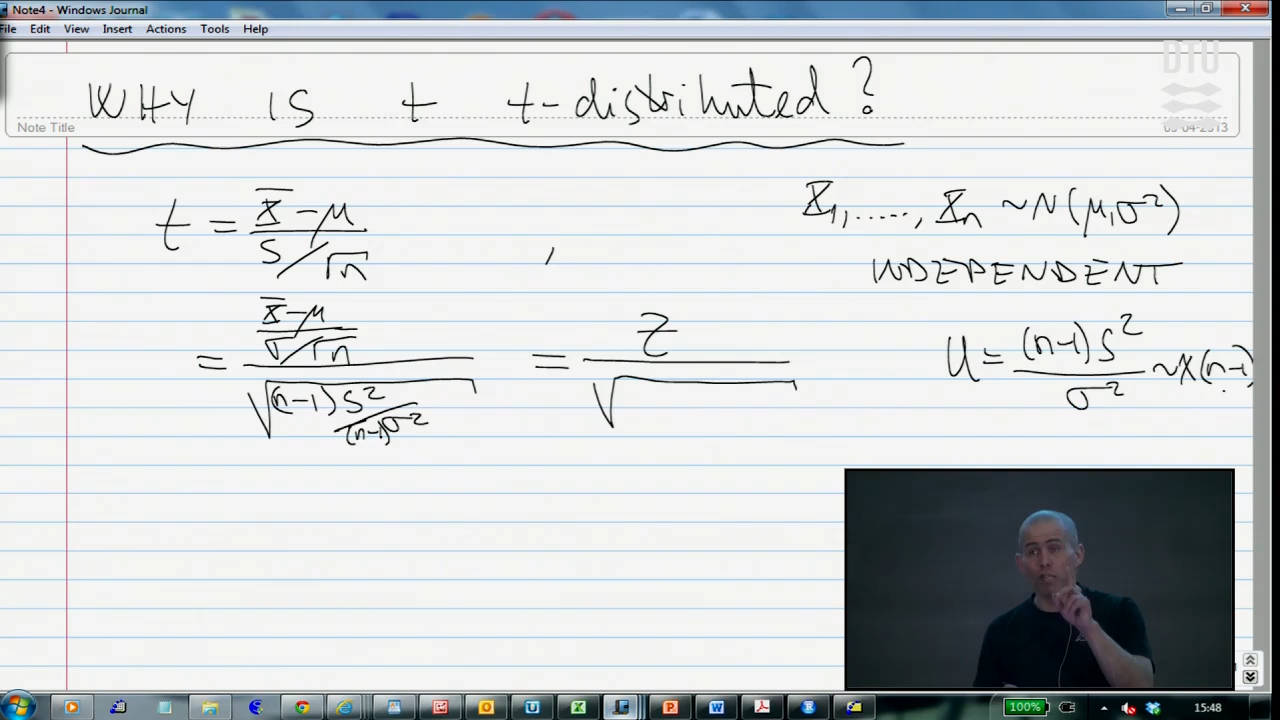 Note4 - Windows Journal
File Edit View Insert Actions Tools Help
DTU
WHY IS t t-distributed?
Note Title
t = X̄-μ / S/√n ,
X1,....., Xn ~N(μ,σ²)
INDEPENDENT
= X̄-μ / σ/√n / √(n-1)S²/(n-1)σ² = Z / √
U = (n-1)S² / σ² ~X(n-1)
100%
15:48